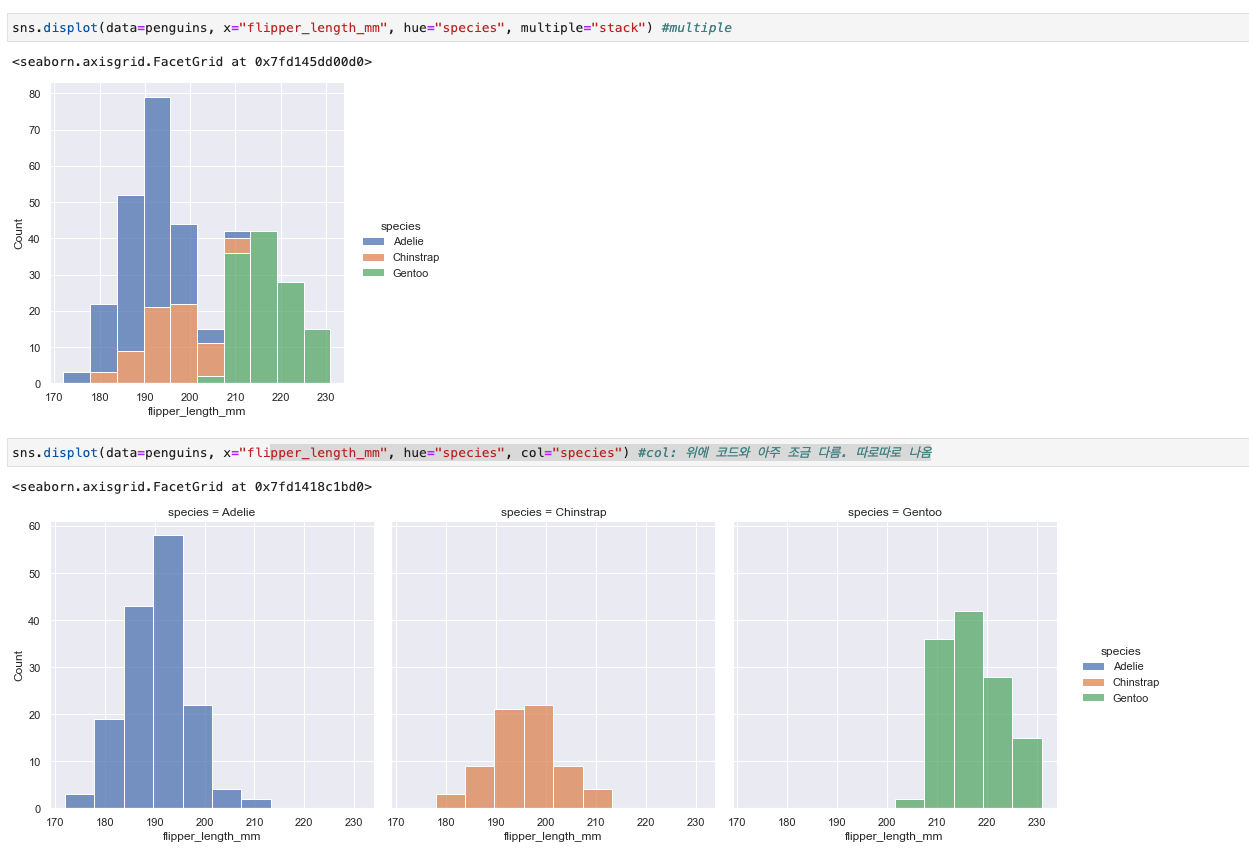 sns.displot(data=penguins, x="flipper_length_mm", hue="species", multiple="stack") #multiple
<seaborn.axisgrid.FacetGrid at 0x7fd145dd00d0>
80
70
60
50
40
30
20
10
0
Count
170 180 190 200 210 220 230
flipper_length_mm
species
Adelie
Chinstrap
Gentoo
sns.displot(data=penguins, x="flipper_length_mm", hue="species", col="species") #col: 위에 코드와 아주 조금 다름. 따로따로 나옴
<seaborn.axisgrid.FacetGrid at 0x7fd1418c1bd0>
species = Adelie
species = Chinstrap
species = Gentoo
60
50
40
30
20
10
0
Count
170 180 190 200 210 220 230
170 180 190 200 210 220 230
170 180 190 200 210 220 230
flipper_length_mm
flipper_length_mm
flipper_length_mm
species
Adelie
Chinstrap
Gentoo